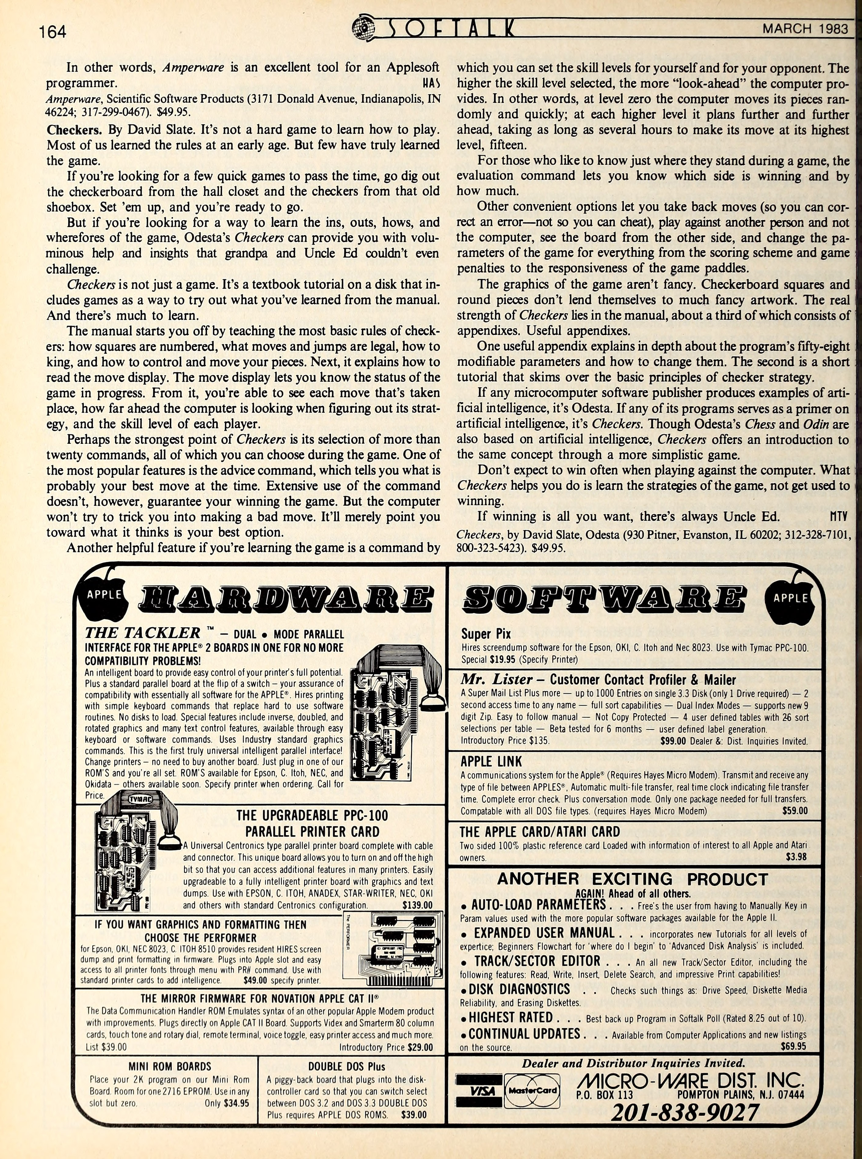 164
SOFTALK
MARCH 1983
In other words, Amperware is an excellent tool for an Applesoft
programmer. WAS
Amperware, Scientific Software Products (3171 Donald Avenue, Indianapolis, IN
46224; 317-299-0467). $49.95.
Checkers. By David Slate. It's not a hard game to learn how to play.
Most of us learned the rules at an early age. But few have truly learned
the game.
If you're looking for a few quick games to pass the time, go dig out
the checkerboard from the hall closet and the checkers from that old
shoebox. Set 'em up, and you're ready to go.
But if you're looking for a way to learn the ins, outs, hows, and
wherefores of the game, Odesta's Checkers can provide you with volu-
minous help and insights that grandpa and Uncle Ed couldn't even
challenge.
Checkers is not just a game. It's a textbook tutorial on a disk that in-
cludes games as a way to try out what you've learned from the manual.
And there's much to learn.
The manual starts you off by teaching the most basic rules of check-
ers: how squares are numbered, what moves and jumps are legal, how to
king, and how to control and move your pieces. Next, it explains how to
read the move display. The move display lets you know the status of the
game in progress. From it, you're able to see each move that's taken
place, how far ahead the computer is looking when figuring out its strat-
egy, and the skill level of each player.
Perhaps the strongest point of Checkers is its selection of more than
twenty commands, all of which you can choose during the game. One of
the most popular features is the advice command, which tells you what is
probably your best move at the time. Extensive use of the command
doesn't, however, guarantee your winning the game. But the computer
won't try to trick you into making a bad move. It'll merely point you
toward what it thinks is your best option.
Another helpful feature if you're learning the game is a command by
which you can set the skill levels for yourself and for your opponent. The
higher the skill level selected, the more "look-ahead" the computer pro-
vides. In other words, at level zero the computer moves its pieces ran-
domly and quickly; at each higher level it plans further and further
ahead, taking as long as several hours to make its move at its highest
level, fifteen.
For those who like to know just where they stand during a game, the
evaluation command lets you know which side is winning and by
how much.
Other convenient options let you take back moves (so you can cor-
rect an error—not so you can cheat), play against another person and not
the computer, see the board from the other side, and change the pa-
rameters of the game for everything from the scoring scheme and game
penalties to the responsiveness of the game paddles.
The graphics of the game aren't fancy. Checkerboard squares and
round pieces don't lend themselves to much fancy artwork. The real
strength of Checkers lies in the manual, about a third of which consists of
appendixes. Useful appendixes.
One useful appendix explains in depth about the program's fifty-eight
modifiable parameters and how to change them. The second is a short
tutorial that skims over the basic principles of checker strategy.
If any microcomputer software publisher produces examples of arti-
ficial intelligence, it's Odesta. If any of its programs serves as a primer on
artificial intelligence, it's Checkers. Though Odesta's Chess and Odin are
also based on artificial intelligence, Checkers offers an introduction to
the same concept through a more simplistic game.
Don't expect to win often when playing against the computer. What
Checkers helps you do is learn the strategies of the game, not get used to
winning.
If winning is all you want, there's always Uncle Ed. MTV
Checkers, by David Slate, Odesta (930 Pitner, Evanston, IL 60202; 312-328-7101,
800-323-5423). $49.95.
APPLE HARDWARE
THE TACKLER ™ – DUAL • MODE PARALLEL
INTERFACE FOR THE APPLE® 2 BOARDS IN ONE FOR NO MORE
COMPATIBILITY PROBLEMS!
An intelligent board to provide easy control of your printer's full potential.
Plus a standard parallel board at the flip of a switch – your assurance of
compatibility with essentially all software for the APPLE®. Hires printing
with simple keyboard commands that replace hard to use software
routines. No disks to load. Special features include inverse, doubled, and
rotated graphics and many text control features, available through easy
keyboard or software commands. Uses Industry standard graphics
commands. This is the first truly universal intelligent parallel interface!
Change printers – no need to buy another board. Just plug in one of our
ROM'S and you're all set. ROM'S available for Epson, C. Itoh, NEC, and
Okidata – others available soon. Specify printer when ordering. Call for
Price.
TYMAC
THE UPGRADEABLE PPC-100
PARALLEL PRINTER CARD
A Universal Centronics type parallel printer board complete with cable
and connector. This unique board allows you to turn on and off the high
bit so that you can access additional features in many printers. Easily
upgradeable to a fully intelligent printer board with graphics and text
dumps. Use with EPSON, C. ITOH, ANADEX, STAR-WRITER, NEC, OKI
and others with standard Centronics configuration. $139.00
IF YOU WANT GRAPHICS AND FORMATTING THEN
CHOOSE THE PERFORMER
for Epson, OKI, NEC 8023, C. ITOH 8510 provides resident HIRES screen
dump and print formatting in firmware. Plugs into Apple slot and easy
access to all printer fonts through menu with PR# command. Use with
standard printer cards to add intelligence. $49.00 specify printer.
The PERFORMER
THE MIRROR FIRMWARE FOR NOVATION APPLE CAT II®
The Data Communication Handler ROM Emulates syntax of an other popular Apple Modem product
with improvements. Plugs directly on Apple CAT II Board. Supports Videx and Smarterm 80 column
cards, touch tone and rotary dial, remote terminal, voice toggle, easy printer access and much more.
List $39.00 Introductory Price $29.00
MINI ROM BOARDS
Place your 2K program on our Mini Rom
Board. Room for one 2716 EPROM. Use in any
slot but zero. Only $34.95
DOUBLE DOS Plus
A piggy-back board that plugs into the disk-
controller card so that you can switch select
between DOS 3.2 and DOS 3.3 DOUBLE DOS
Plus requires APPLE DOS ROMS. $39.00
SOFTWARE APPLE
Super Pix
Hires screendump software for the Epson, OKI, C. Itoh and Nec 8023. Use with Tymac PPC-100.
Special $19.95 (Specify Printer)
Mr. Lister – Customer Contact Profiler & Mailer
A Super Mail List Plus more — up to 1000 Entries on single 3.3 Disk (only 1 Drive required) — 2
second access time to any name — full sort capabilities — Dual Index Modes — supports new 9
digit Zip. Easy to follow manual — Not Copy Protected — 4 user defined tables with 26 sort
selections per table — Beta tested for 6 months — user defined label generation.
Introductory Price $135. $99.00 Dealer &: Dist. Inquiries Invited.
APPLE LINK
A communications system for the Apple® (Requires Hayes Micro Modem). Transmit and receive any
type of file between APPLES®, Automatic multi-file transfer, real time clock indicating file transfer
time. Complete error check. Plus conversation mode. Only one package needed for full transfers.
Compatable with all DOS file types. (requires Hayes Micro Modem) $59.00
THE APPLE CARD/ATARI CARD
Two sided 100% plastic reference card Loaded with information of interest to all Apple and Atari
owners. $3.98
ANOTHER EXCITING PRODUCT
AGAIN! Ahead of all others.
• AUTO-LOAD PARAMETERS . . . Free's the user from having to Manually Key in
Param values used with the more popular software packages available for the Apple II.
• EXPANDED USER MANUAL . . . incorporates new Tutorials for all levels of
expertice; Beginners Flowchart for 'where do I begin' to 'Advanced Disk Analysis' is included.
• TRACK/SECTOR EDITOR . . . An all new Track/Sector Editor, including the
following features: Read, Write, Insert, Delete Search, and impressive Print capabilities!
• DISK DIAGNOSTICS . . Checks such things as: Drive Speed, Diskette Media
Reliability, and Erasing Diskettes.
• HIGHEST RATED . . . Best back up Program in Softalk Poll (Rated 8.25 out of 10).
• CONTINUAL UPDATES . . . Available from Computer Applications and new listings
on the source. $69.95
Dealer and Distributor Inquiries Invited.
VISA
MasterCard
MICRO-WARE DIST. INC.
P.O. BOX 113 POMPTON PLAINS, N.J. 07444
201-838-9027